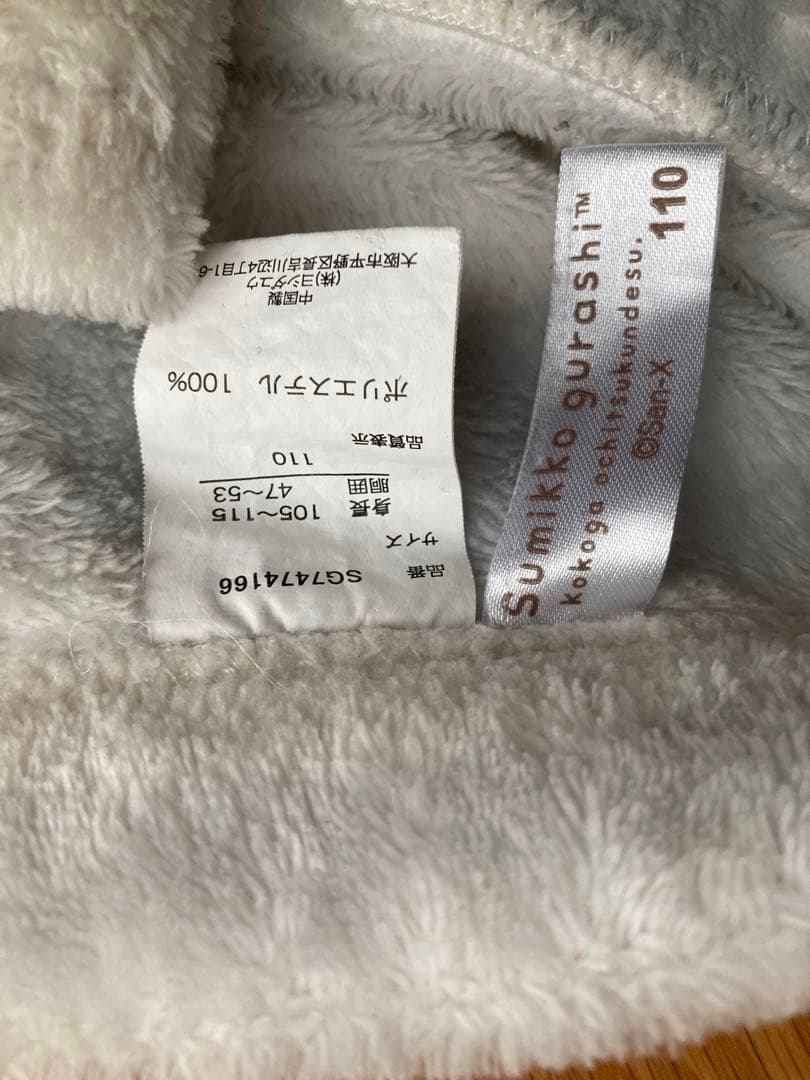 品番 SG7474166
サイズ
身長 105〜115
胴囲 47〜53
110
品質表示
ポリエステル 100%
中国製
(株)ヨシダユウ
大阪市平野区長吉川辺4丁目1-6
Sumikko gurashi™
kokoga ochitsukundesu.
©San-X
110